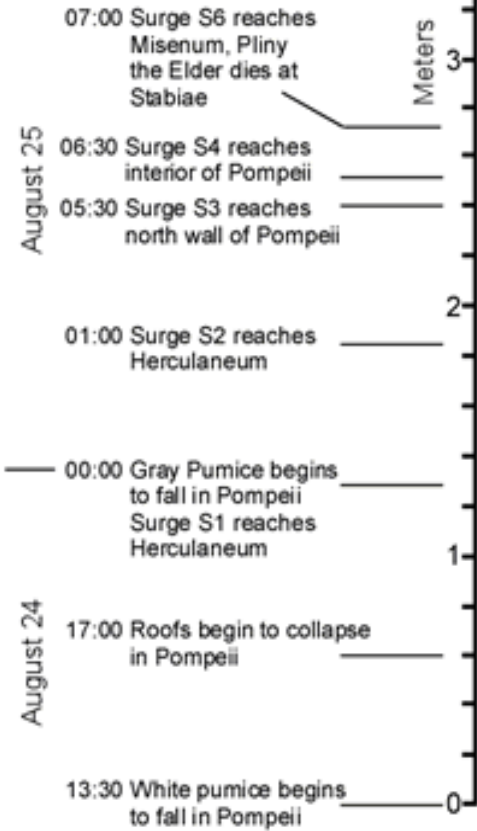 07:00 Surge S6 reaches
Misenum, Pliny
the Elder dies at
Stabiae
Meters
3
August 25
06:30 Surge S4 reaches
interior of Pompeii
05:30 Surge S3 reaches
north wall of Pompeii
2
01:00 Surge S2 reaches
Herculaneum
00:00 Gray Pumice begins
to fall in Pompeii
Surge S1 reaches
Herculaneum
1
August 24
17:00 Roofs begin to collapse
in Pompeii
13:30 White pumice begins
to fall in Pompeii
0